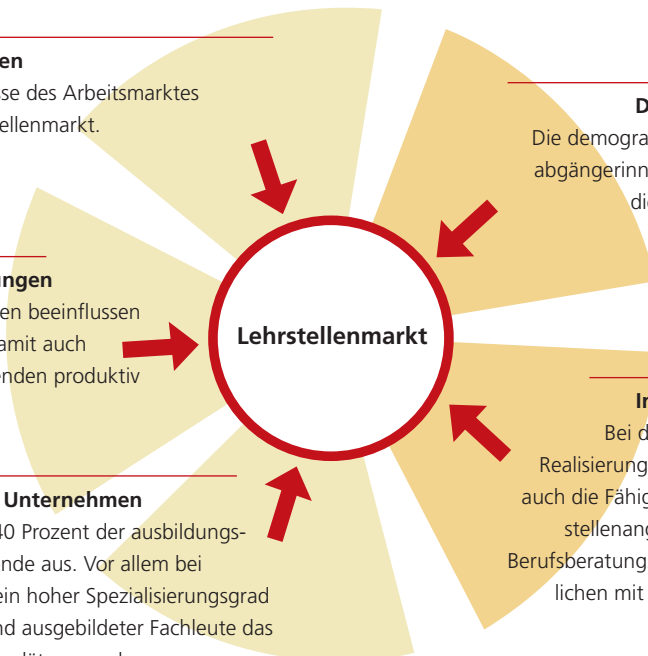 en
sse des Arbeitsmarktes
ellenmarkt.
ungen
en beeinflussen
amit auch
enden produktiv
Unternehmen
40 Prozent der ausbildungs-
nde aus. Vor allem bei
ein hoher Spezialisierungsgrad
nd ausgebildeter Fachleute das
Lehrstellenmarkt
D
Die demogra
abgängerinn
die
In
Bei d
Realisierung
auch die Fähig
stellenang
Berufsberatung
lichen mit